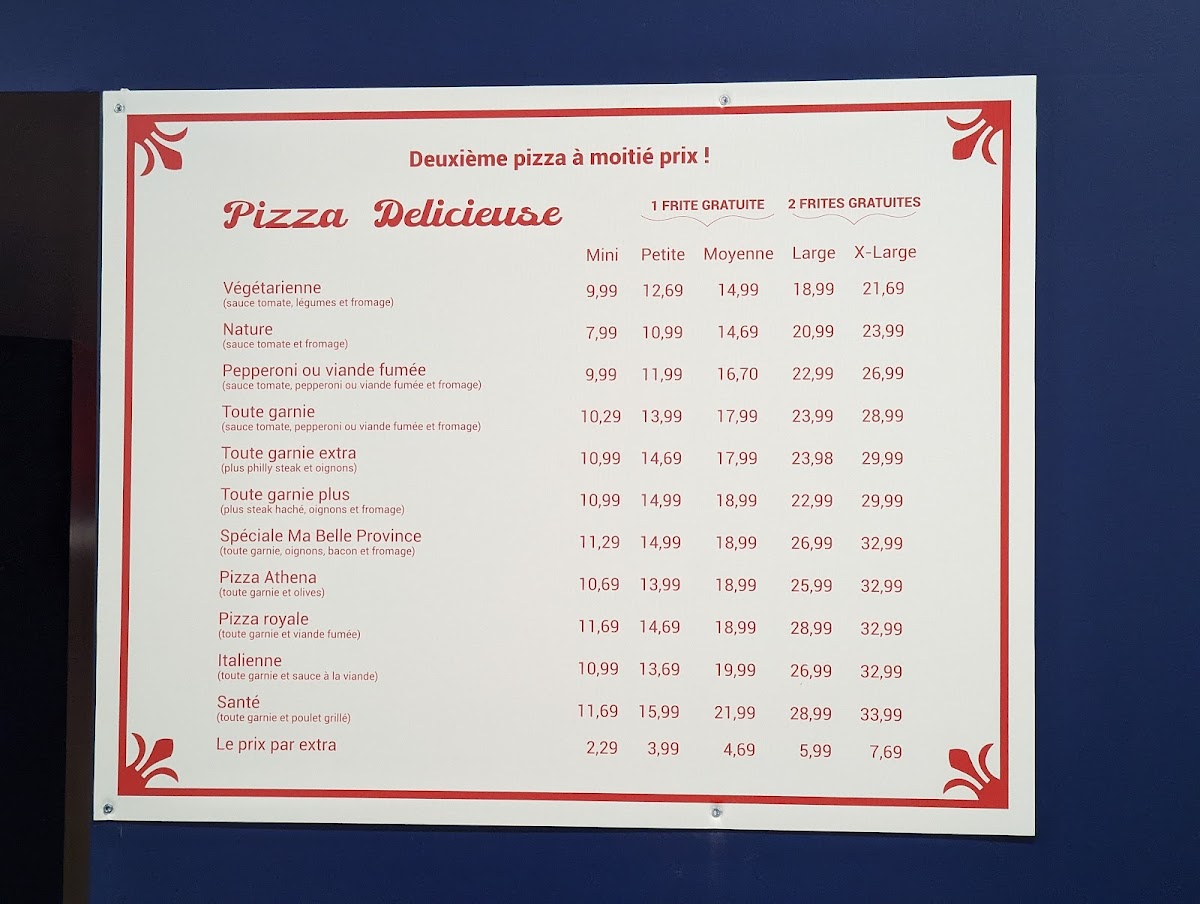 Deuxième pizza à moitié prix !
Pizza Delicieuse
1 FRITE GRATUITE 2 FRITES GRATUITES
Mini Petite Moyenne Large X-Large
Végétarienne 9,99 12,69 14,99 18,99 21,69
(sauce tomate, légumes et fromage)
Nature 7,99 10,99 14,69 20,99 23,99
(sauce tomate et fromage)
Pepperoni ou viande fumée 9,99 11,99 16,70 22,99 26,99
(sauce tomate, pepperoni ou viande fumée et fromage)
Toute garnie 10,29 13,99 17,99 23,99 28,99
(sauce tomate, pepperoni ou viande fumée et fromage)
Toute garnie extra 10,99 14,69 17,99 23,98 29,99
(plus philly steak et oignons)
Toute garnie plus 10,99 14,99 18,99 22,99 29,99
(plus steak haché, oignons et fromage)
Spéciale Ma Belle Province 11,29 14,99 18,99 26,99 32,99
(toute garnie, oignons, bacon et fromage)
Pizza Athena 10,69 13,99 18,99 25,99 32,99
(toute garnie et olives)
Pizza royale 11,69 14,69 18,99 28,99 32,99
(toute garnie et viande fumée)
Italienne 10,99 13,69 19,99 26,99 32,99
(toute garnie et sauce à la viande)
Santé 11,69 15,99 21,99 28,99 33,99
(toute garnie et poulet grillé)
Le prix par extra 2,29 3,99 4,69 5,99 7,69